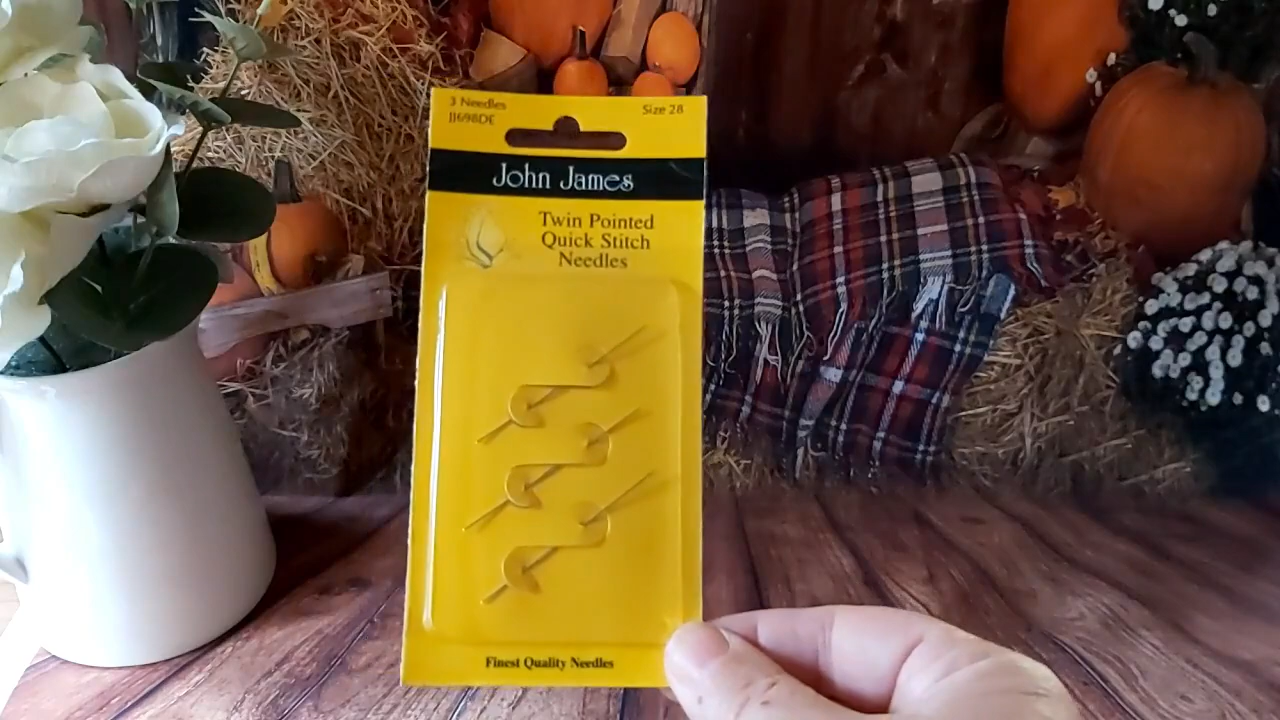 3 Needles
JJ698DE
Size 28
John James
Twin Pointed
Quick Stitch
Needles
Finest Quality Needles